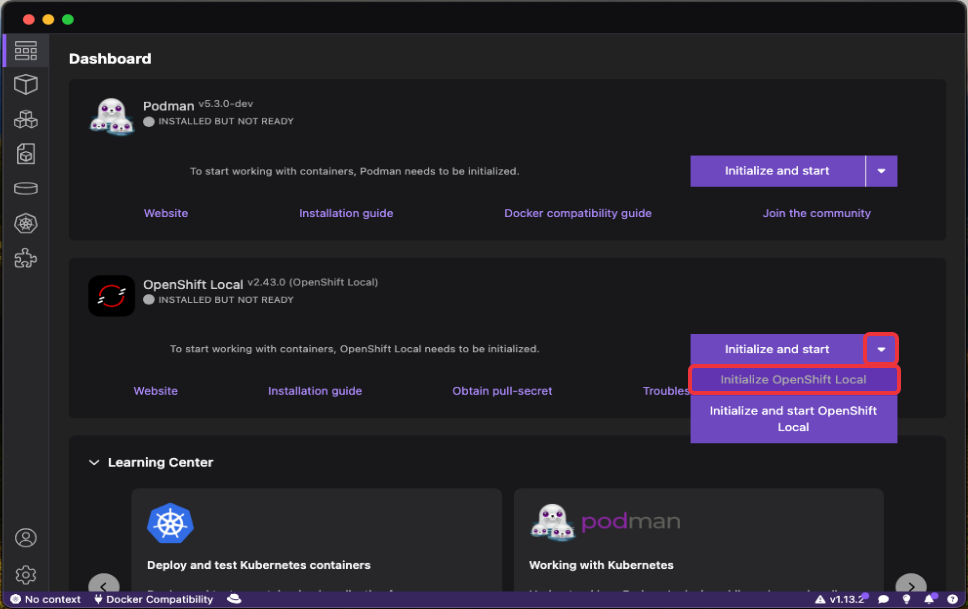 Dashboard
Podman v5.3.0-dev
INSTALLED BUT NOT READY
To start working with containers, Podman needs to be initialized.
Initialize and start
Website
Installation guide
Docker compatibility guide
Join the community
OpenShift Local v2.43.0 (OpenShift Local)
INSTALLED BUT NOT READY
To start working with containers, OpenShift Local needs to be initialized.
Initialize and start
Initialize OpenShift Local
Website
Installation guide
Obtain pull-secret
Troubles
Initialize and start OpenShift
Local
Learning Center
podman
Deploy and test Kubernetes containers
Working with Kubernetes
No context
Docker Compatibility
v1.13.2